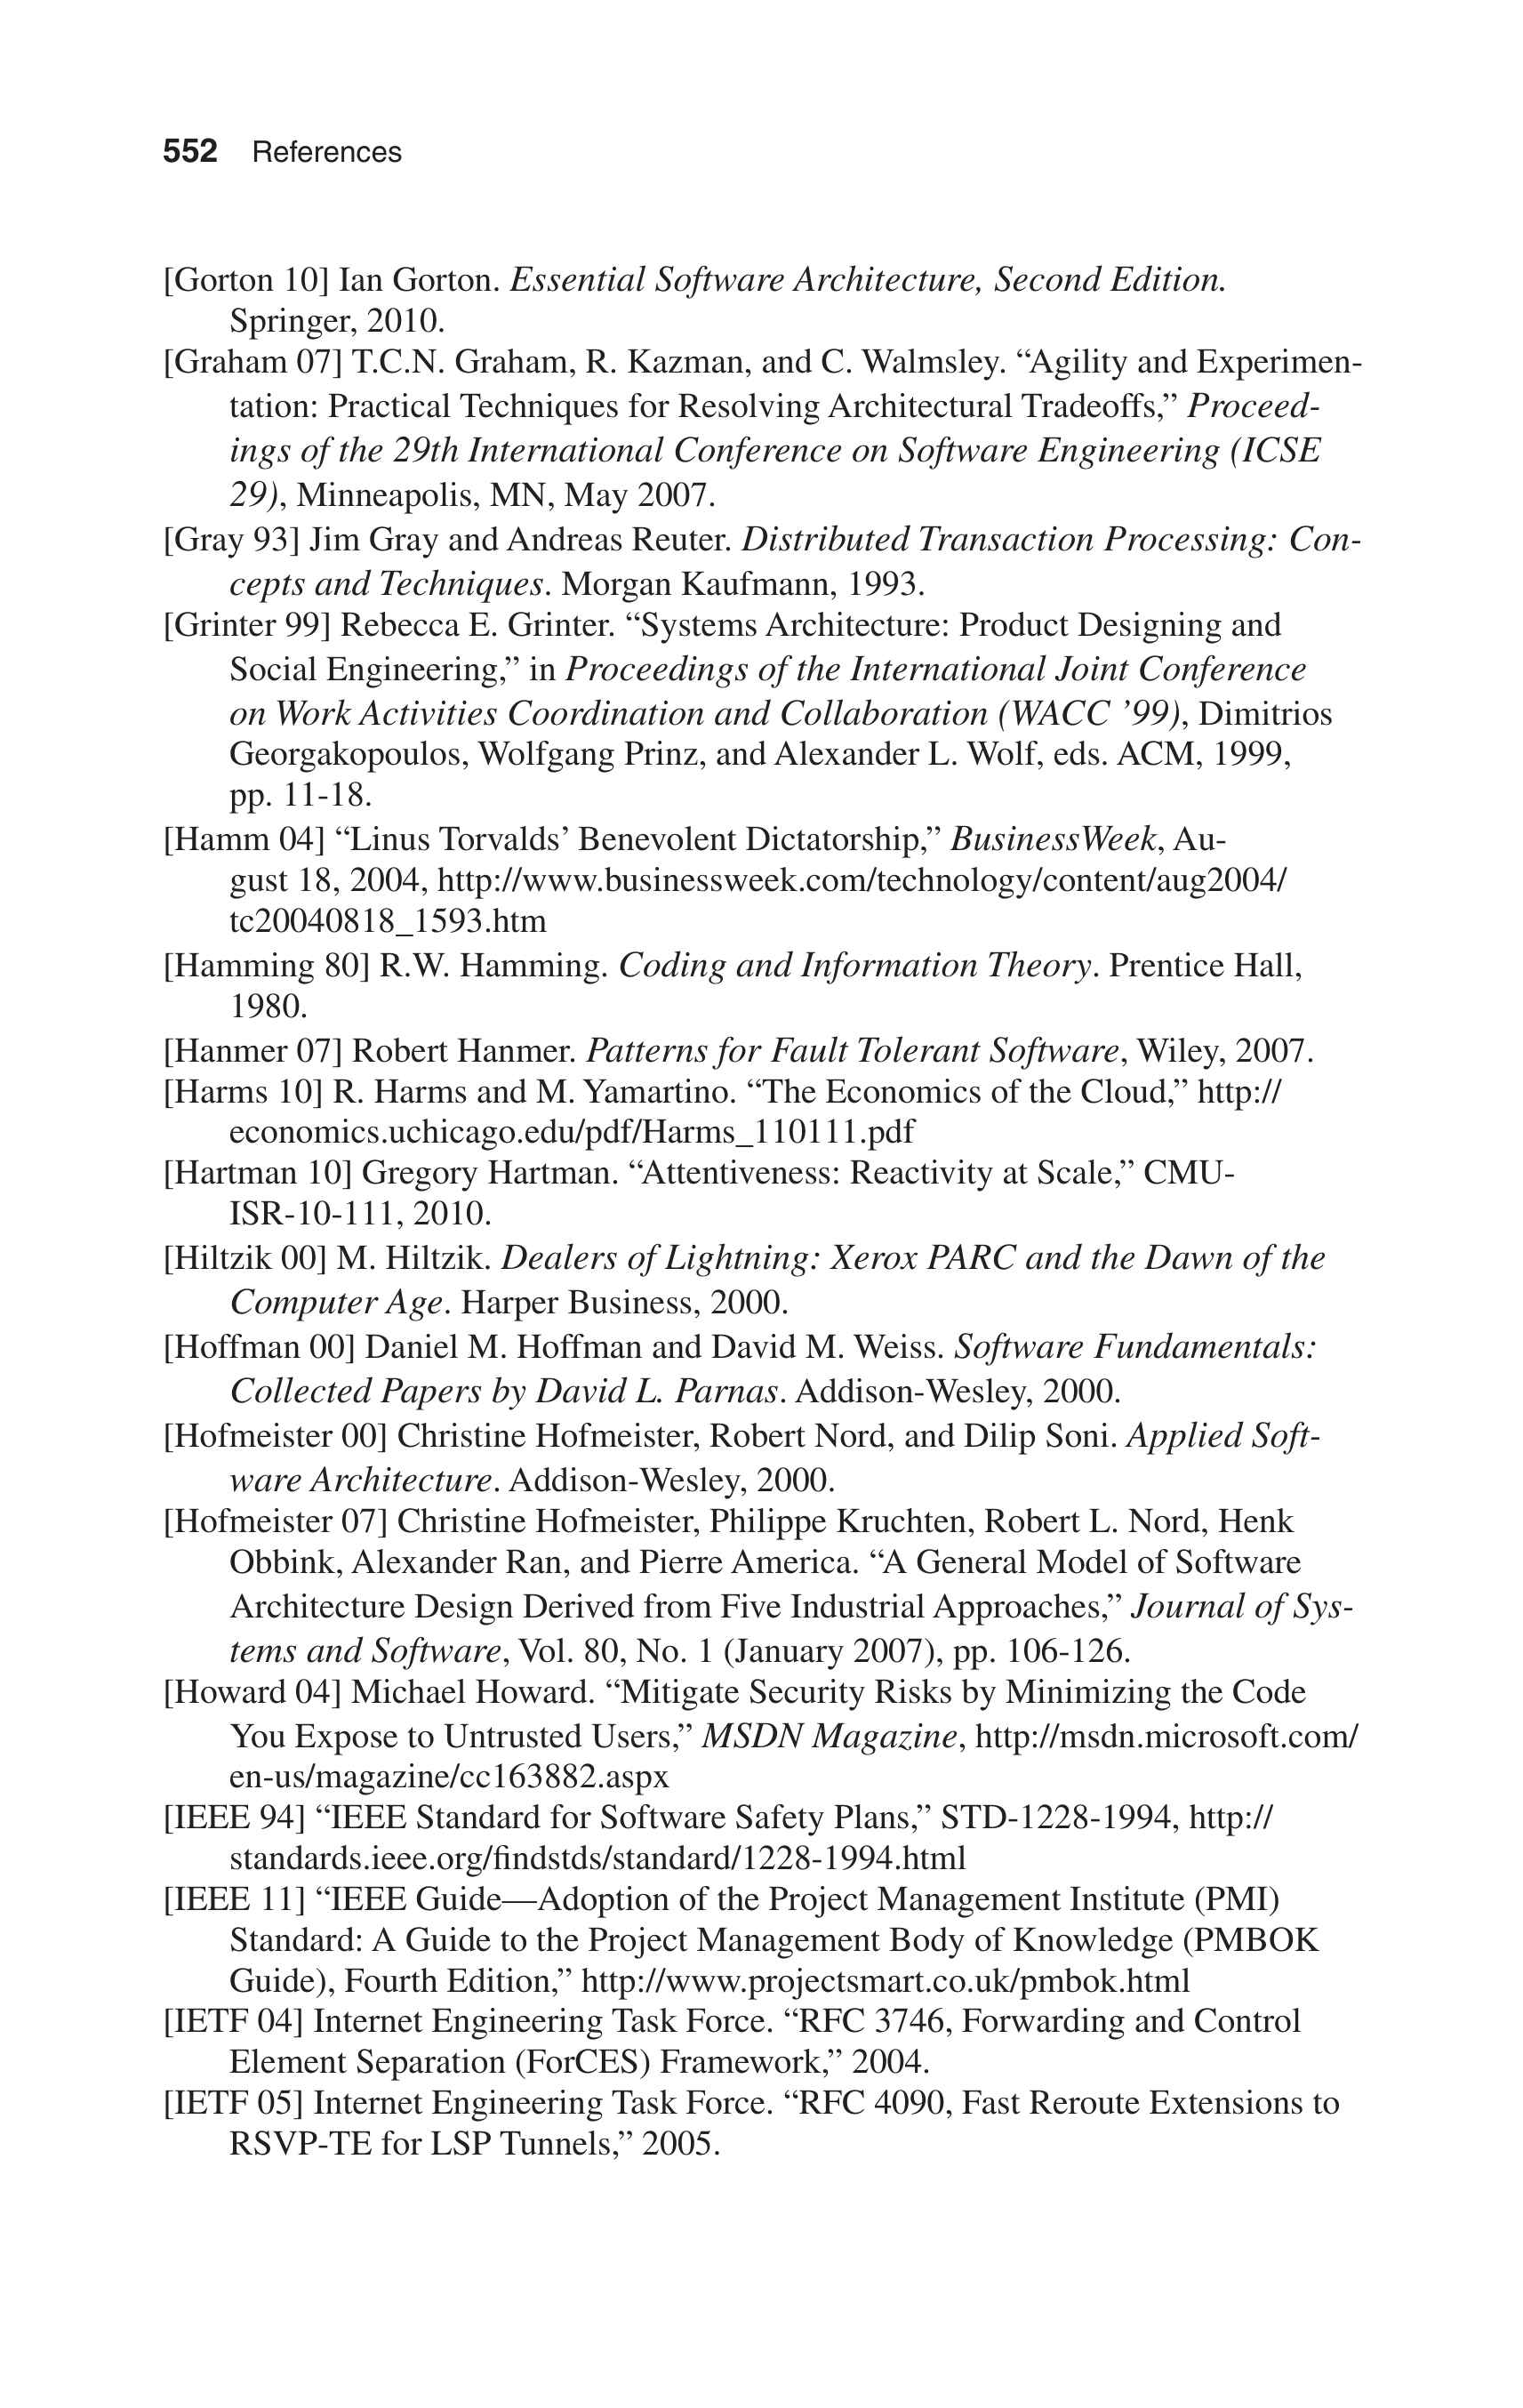 552 References
[Gorton 10] Ian Gorton. Essential Software Architecture, Second Edition.
Springer, 2010.
[Graham 07] T.C.N. Graham, R. Kazman, and C. Walmsley. “Agility and Experimen-
tation: Practical Techniques for Resolving Architectural Tradeoffs,” Proceed-
ings of the 29th International Conference on Software Engineering (ICSE
29), Minneapolis, MN, May 2007.
[Gray 93] Jim Gray and Andreas Reuter. Distributed Transaction Processing: Con-
cepts and Techniques. Morgan Kaufmann, 1993.
[Grinter 99] Rebecca E. Grinter. “Systems Architecture: Product Designing and
Social Engineering,” in Proceedings of the International Joint Conference
on Work Activities Coordination and Collaboration (WACC ’99), Dimitrios
Georgakopoulos, Wolfgang Prinz, and Alexander L. Wolf, eds. ACM, 1999,
pp. 11-18.
[Hamm 04] “Linus Torvalds’ Benevolent Dictatorship,” BusinessWeek, Au-
gust 18, 2004, http://www.businessweek.com/technology/content/aug2004/
tc20040818_1593.htm
[Hamming 80] R.W. Hamming. Coding and Information Theory. Prentice Hall,
1980.
[Hanmer 07] Robert Hanmer. Patterns for Fault Tolerant Software, Wiley, 2007.
[Harms 10] R. Harms and M. Yamartino. “The Economics of the Cloud,” http://
economics.uchicago.edu/pdf/Harms_110111.pdf
[Hartman 10] Gregory Hartman. “Attentiveness: Reactivity at Scale,” CMU-
ISR-10-111, 2010.
[Hiltzik 00] M. Hiltzik. Dealers of Lightning: Xerox PARC and the Dawn of the
Computer Age. Harper Business, 2000.
[Hoffman 00] Daniel M. Hoffman and David M. Weiss. Software Fundamentals:
Collected Papers by David L. Parnas. Addison-Wesley, 2000.
[Hofmeister 00] Christine Hofmeister, Robert Nord, and Dilip Soni. Applied Soft-
ware Architecture. Addison-Wesley, 2000.
[Hofmeister 07] Christine Hofmeister, Philippe Kruchten, Robert L. Nord, Henk
Obbink, Alexander Ran, and Pierre America. “A General Model of Software
Architecture Design Derived from Five Industrial Approaches,” Journal of Sys-
tems and Software, Vol. 80, No. 1 (January 2007), pp. 106-126.
[Howard 04] Michael Howard. “Mitigate Security Risks by Minimizing the Code
You Expose to Untrusted Users,” MSDN Magazine, http://msdn.microsoft.com/
en-us/magazine/cc163882.aspx
[IEEE 94] “IEEE Standard for Software Safety Plans,” STD-1228-1994, http://
standards.ieee.org/findstds/standard/1228-1994.html
[IEEE 11] “IEEE Guide—Adoption of the Project Management Institute (PMI)
Standard: A Guide to the Project Management Body of Knowledge (PMBOK
Guide), Fourth Edition,” http://www.projectsmart.co.uk/pmbok.html
[IETF 04] Internet Engineering Task Force. “RFC 3746, Forwarding and Control
Element Separation (ForCES) Framework,” 2004.
[IETF 05] Internet Engineering Task Force. “RFC 4090, Fast Reroute Extensions to
RSVP-TE for LSP Tunnels,” 2005.